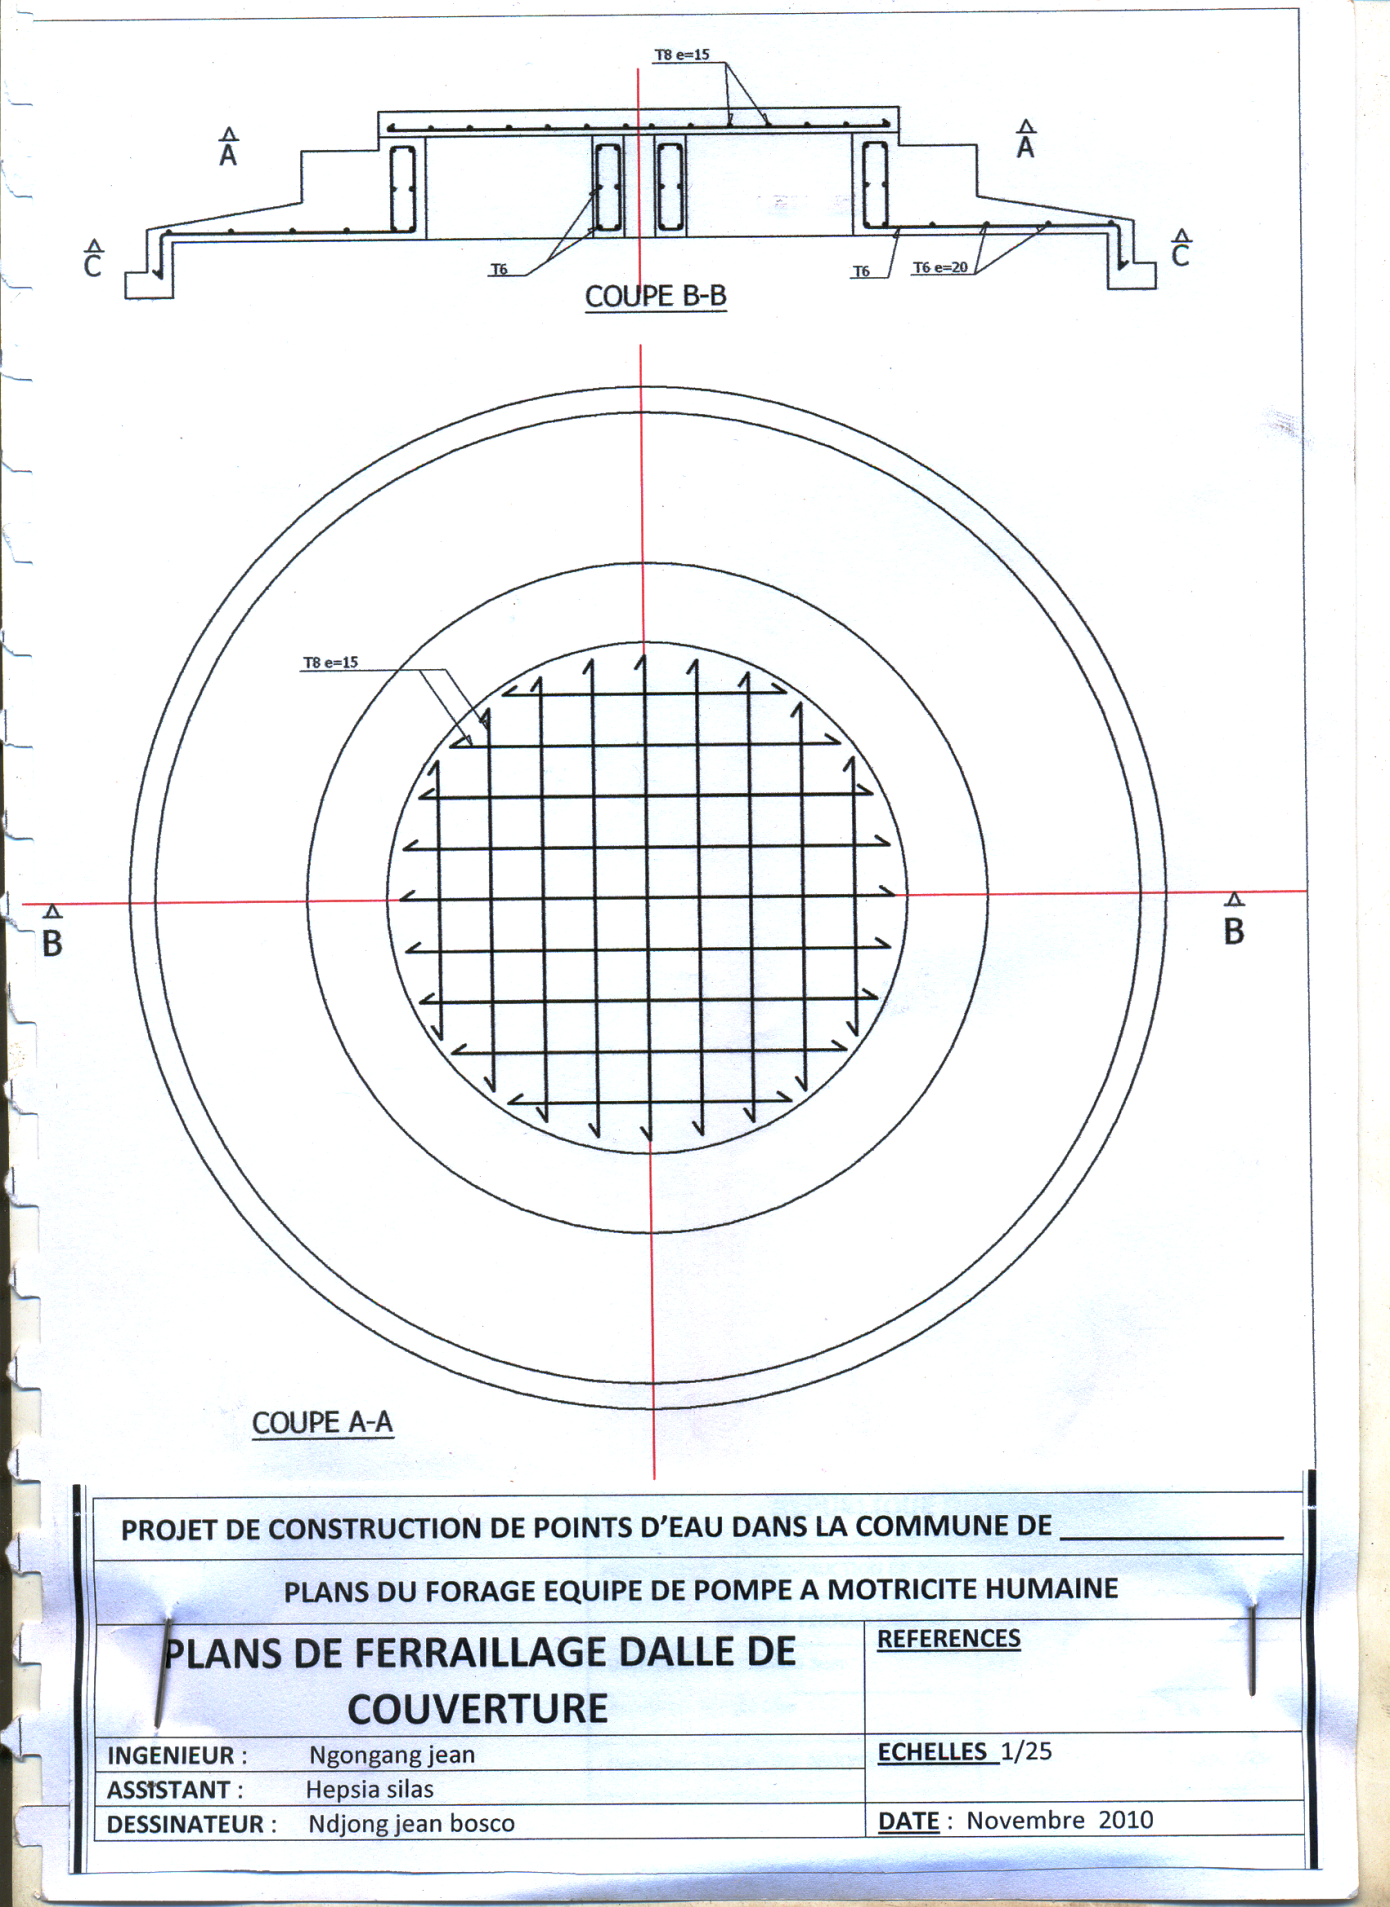 T8 e=15
A
A
C
C
T6
T6
T6 e=20
COUPE B-B
T8 e=15
B
B
COUPE A-A
PROJET DE CONSTRUCTION DE POINTS D'EAU DANS LA COMMUNE DE
PLANS DU FORAGE EQUIPE DE POMPE A MOTRICITE HUMAINE
PLANS DE FERRAILLAGE DALLE DE
COUVERTURE
REFERENCES
INGENIEUR : Ngongang jean
ECHELLES 1/25
ASSISTANT : Hepsia silas
DESSINATEUR : Ndjong jean bosco
DATE : Novembre 2010